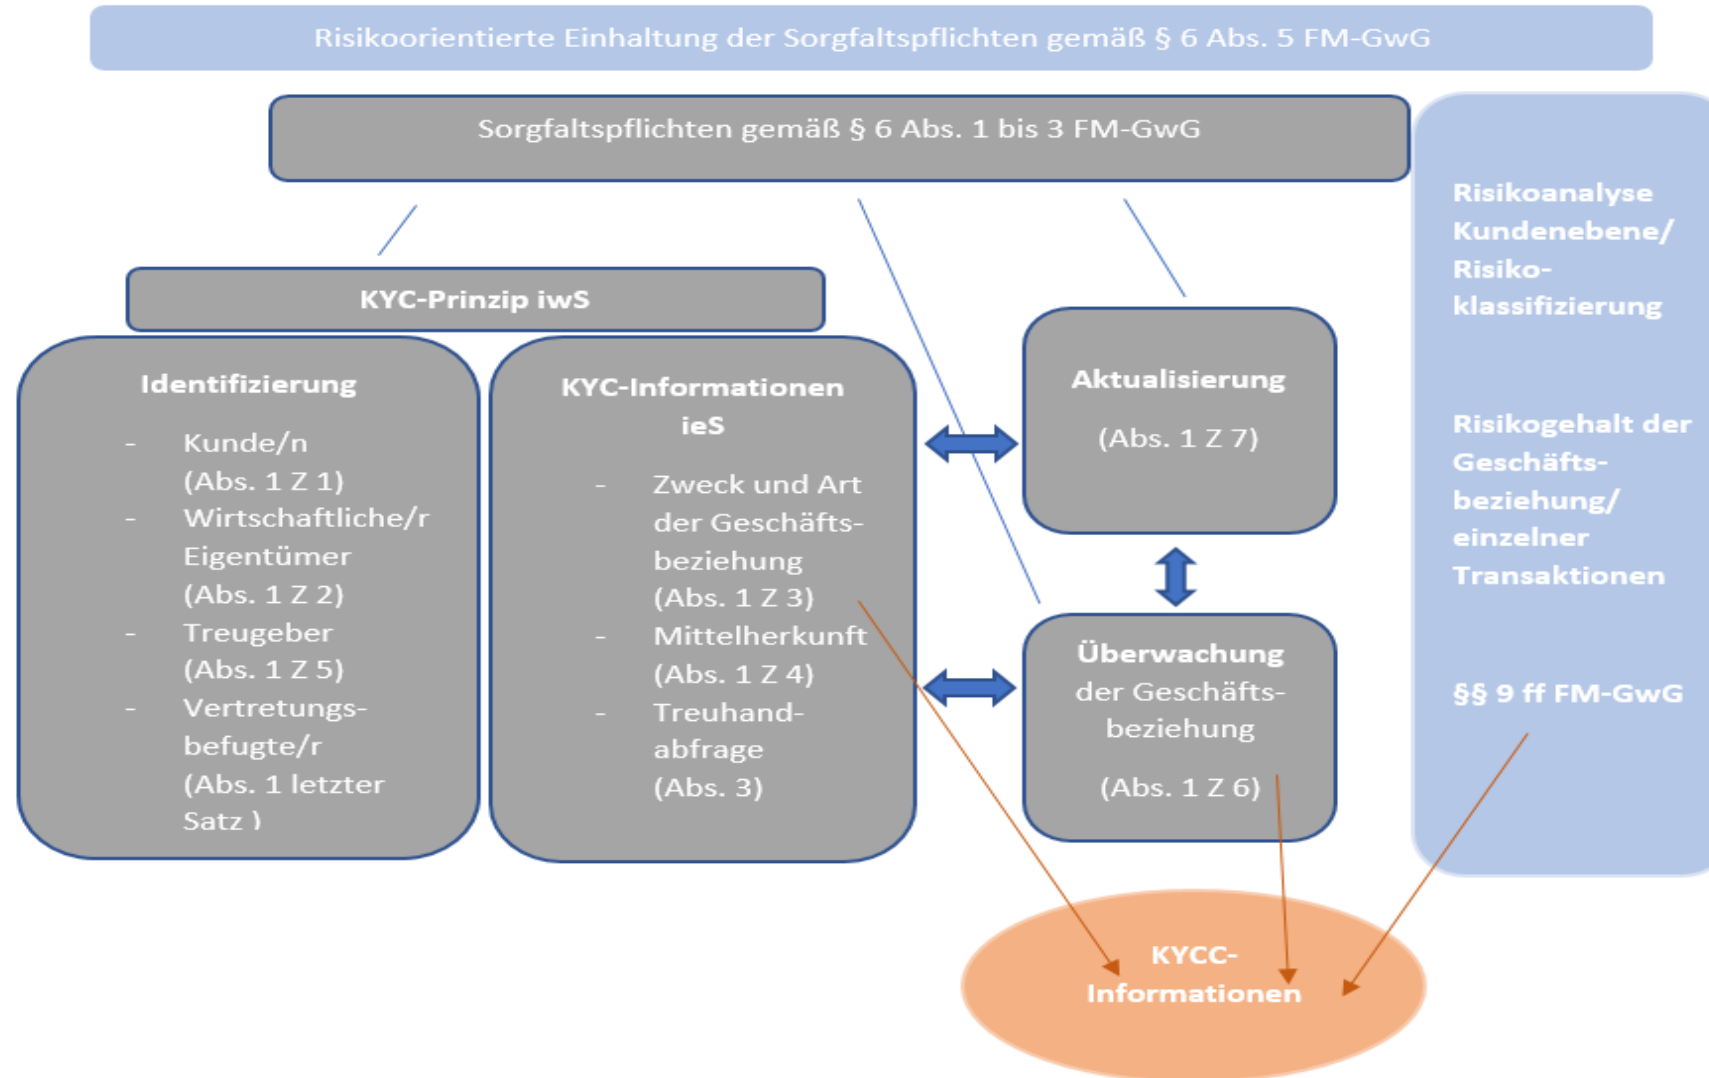 Risikoorientierte Einhaltung der Sorgfaltspflichten gemäß § 6 Abs. 5 FM-GwG
Sorgfaltspflichten gemäß § 6 Abs. 1 bis 3 FM-GwG
KYC-Prinzip iwS
Identifizierung
- Kunde/n
(Abs. 1 Z 1)
- Wirtschaftliche/r
Eigentümer
(Abs. 1 Z 2)
- Treugeber
(Abs. 1 Z 5)
- Vertretungs-
befugte/r
(Abs. 1 letzter
Satz )
KYC-Informationen
ieS
- Zweck und Art
der Geschäfts-
beziehung
(Abs. 1 Z 3)
- Mittelherkunft
(Abs. 1 Z 4)
- Treuhand-
abfrage
(Abs. 3)
Aktualisierung
(Abs. 1 Z 7)
Überwachung
der Geschäfts-
beziehung
(Abs. 1 Z 6)
Risikoanalyse
Kundenebene/
Risiko-
klassifizierung
Risikogehalt der
Geschäfts-
beziehung/
einzelner
Transaktionen
§§ 9 ff FM-GwG
KYCC-
Informationen